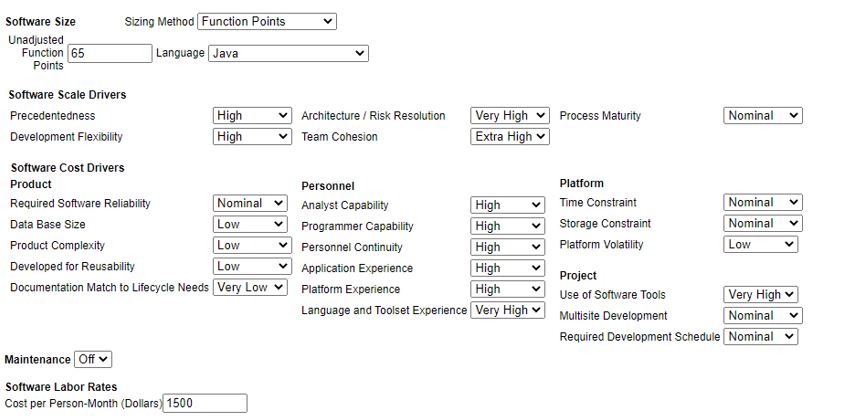 Software Size Sizing Method Function Points
Unadjusted Function Points 65 Language Java
Software Scale Drivers
Precedentedness High Architecture / Risk Resolution Very High Process Maturity Nominal
Development Flexibility High Team Cohesion Extra High
Software Cost Drivers
Product
Required Software Reliability Nominal
Data Base Size Low
Product Complexity Low
Developed for Reusability Low
Documentation Match to Lifecycle Needs Very Low
Personnel
Analyst Capability High
Programmer Capability High
Personnel Continuity High
Application Experience High
Platform Experience High
Language and Toolset Experience Very High
Platform
Time Constraint Nominal
Storage Constraint Nominal
Platform Volatility Low
Project
Use of Software Tools Very High
Multisite Development Nominal
Required Development Schedule Nominal
Maintenance Off
Software Labor Rates
Cost per Person-Month (Dollars) 1500